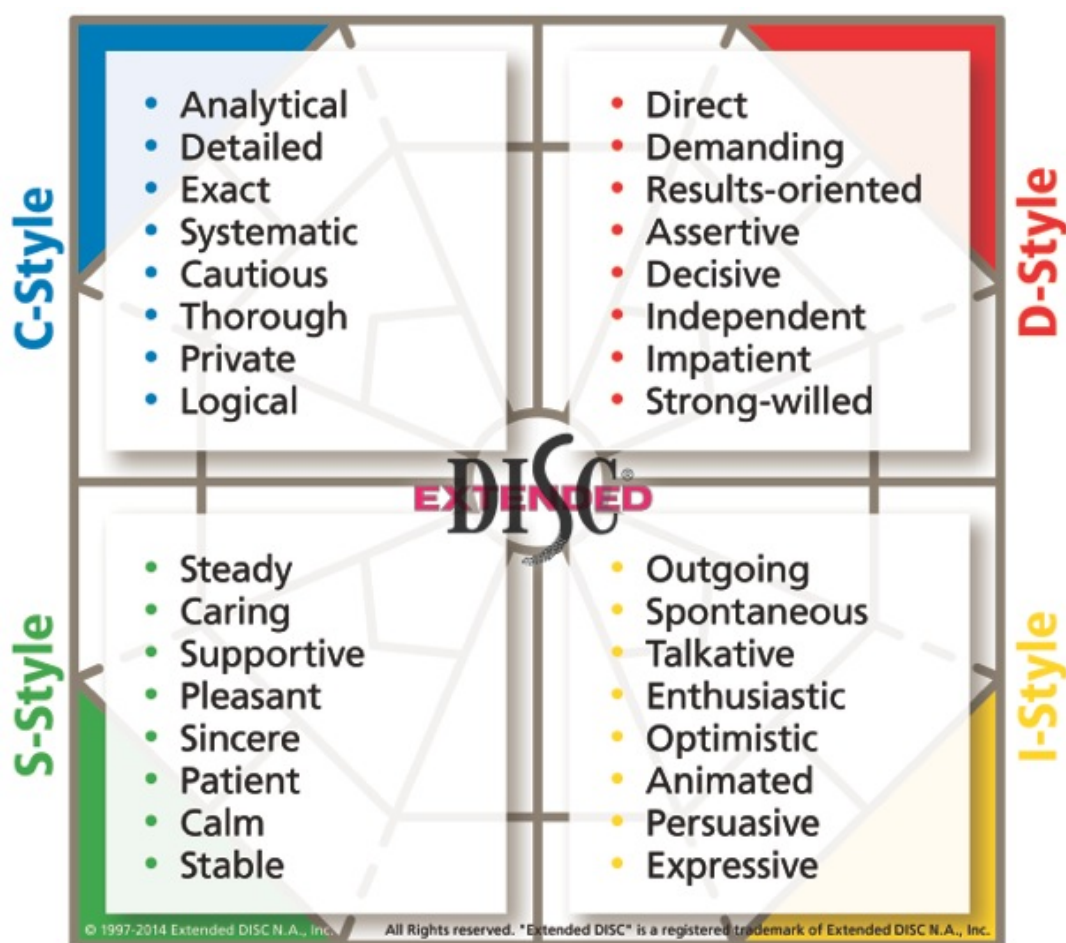 C-Style
Analytical
Detailed
Exact
Systematic
Cautious
Thorough
Private
Logical
D-Style
Direct
Demanding
Results-oriented
Assertive
Decisive
Independent
Impatient
Strong-willed
EXTENDED
DISC®
S-Style
Steady
Caring
Supportive
Pleasant
Sincere
Patient
Calm
Stable
I-Style
Outgoing
Spontaneous
Talkative
Enthusiastic
Optimistic
Animated
Persuasive
Expressive
© 1997-2014 Extended DISC N.A., Inc. All Rights reserved. "Extended DISC" is a registered trademark of Extended DISC N.A., Inc.